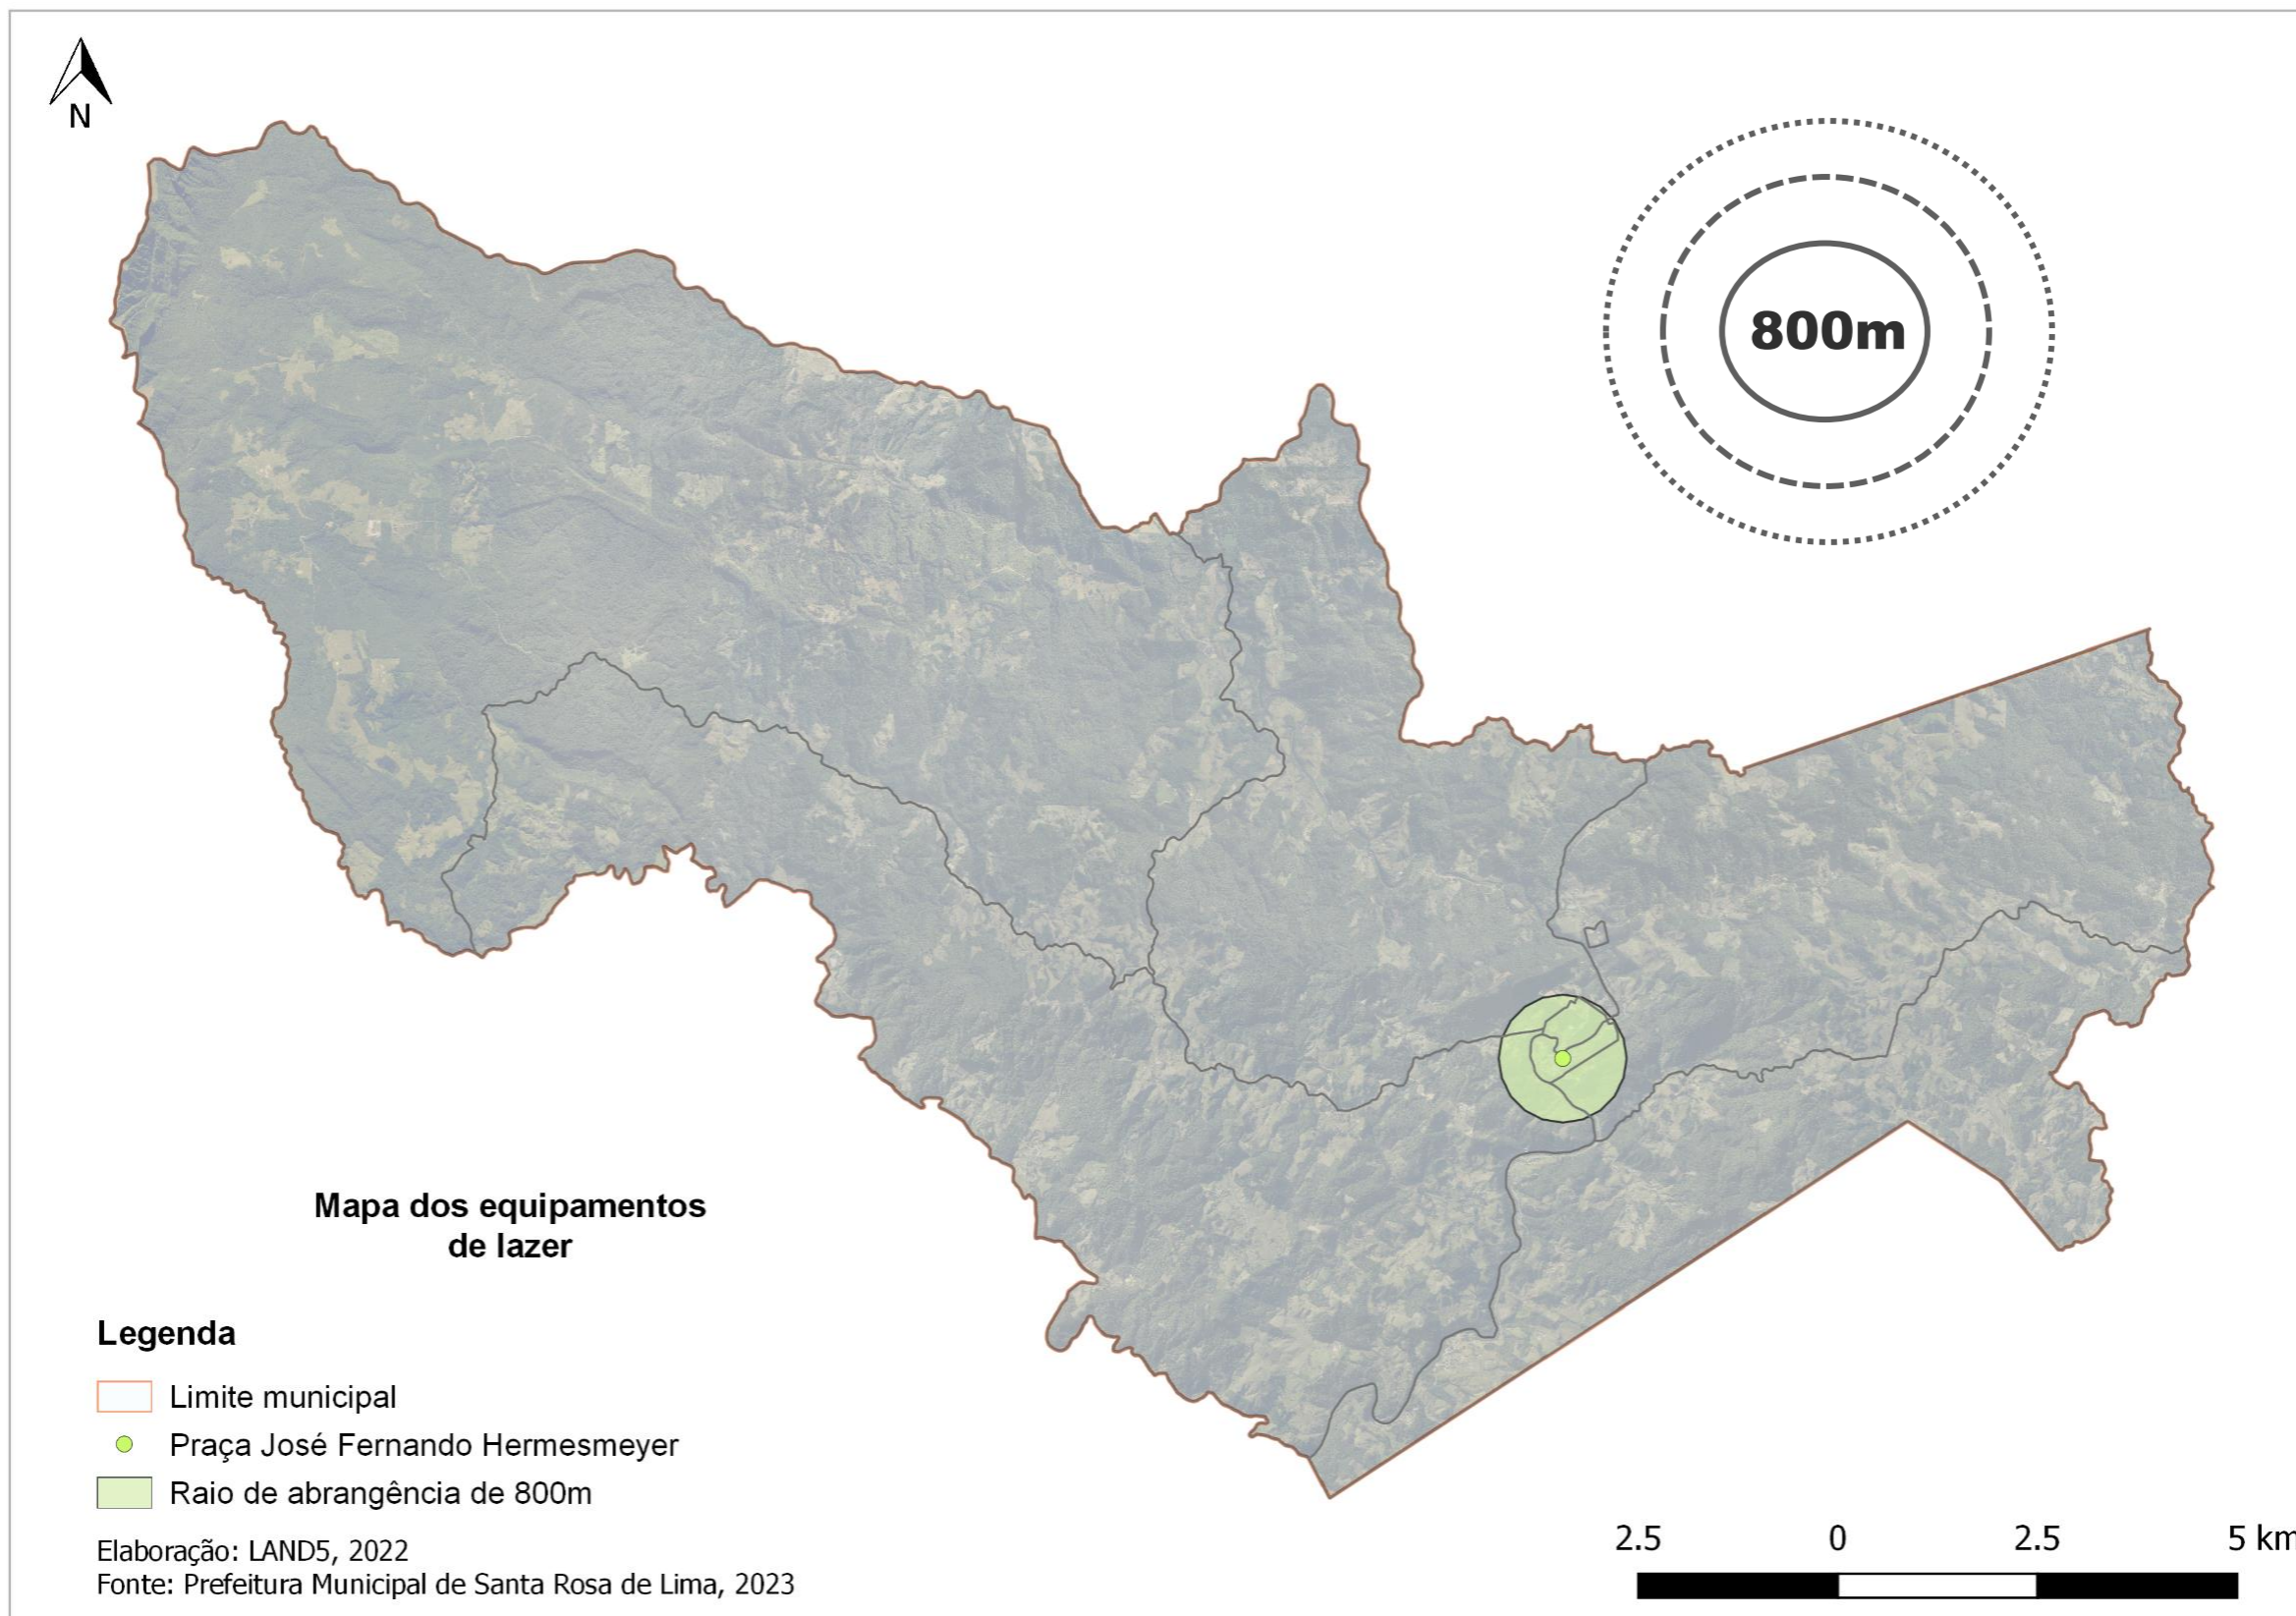 N
800m
Mapa dos equipamentos
de lazer
Legenda
Limite municipal
Praça José Fernando Hermesmeyer
Raio de abrangência de 800m
Elaboração: LAND5, 2022
Fonte: Prefeitura Municipal de Santa Rosa de Lima, 2023
2.5 0 2.5 5 km